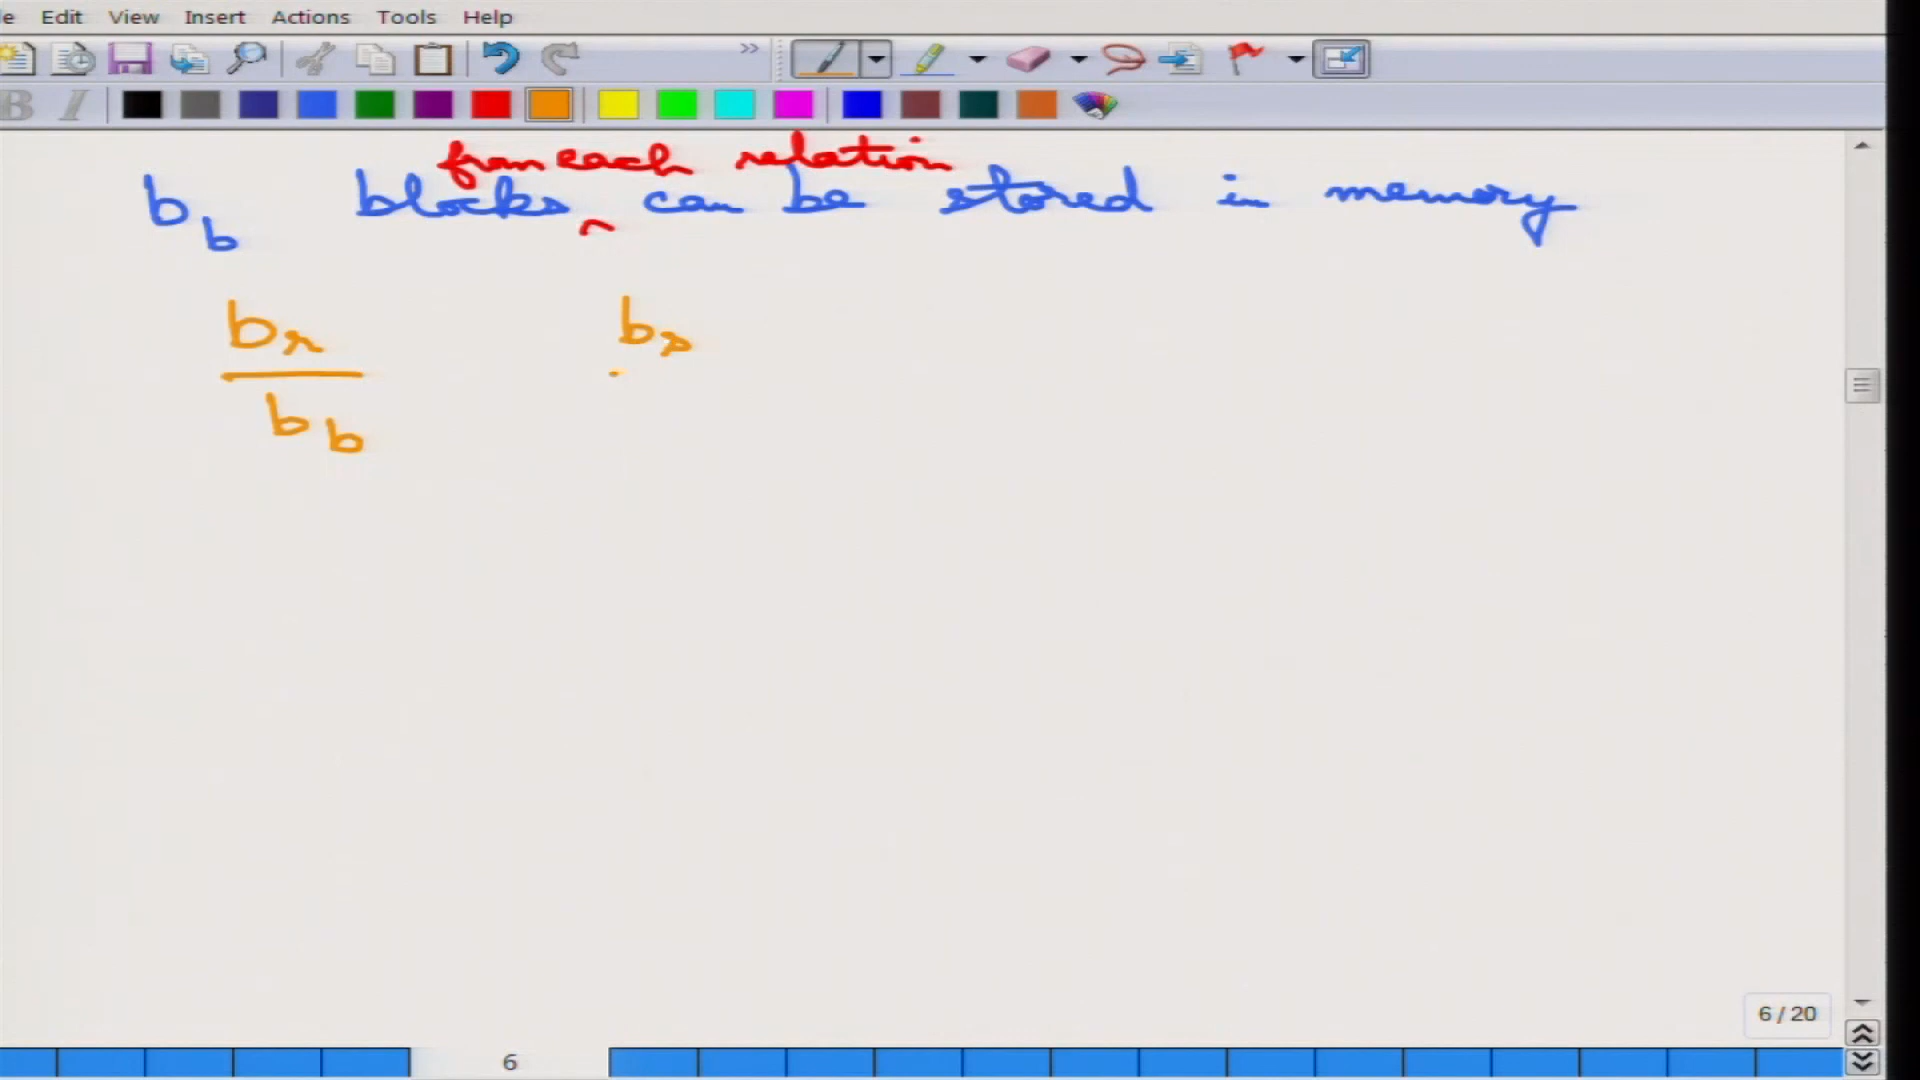 Edit View Insert Actions Tools Help
B I
from each relation
b_b blocks ^ can be stored in memory
b_r b_s
b_b
6 / 20
6